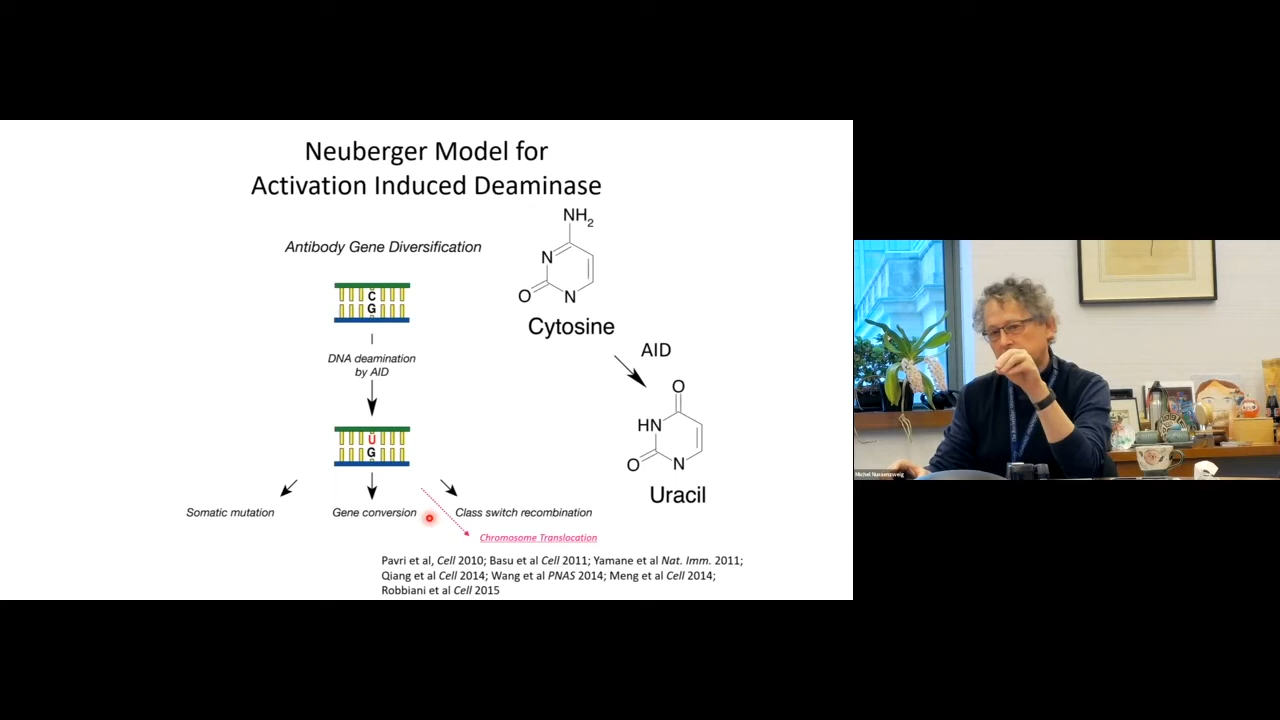 Neuberger Model for
Activation Induced Deaminase
Antibody Gene Diversification
NH2
N
O
N
Cytosine
C
G
DNA deamination
by AID
AID
O
HN
O
N
Uracil
U
G
Somatic mutation
Gene conversion
Class switch recombination
Chromosome Translocation
Pavri et al, Cell 2010; Basu et al Cell 2011; Yamane et al Nat. Imm. 2011;
Qiang et al Cell 2014; Wang et al PNAS 2014; Meng et al Cell 2014;
Robbiani et al Cell 2015
Michel Nussenzweig